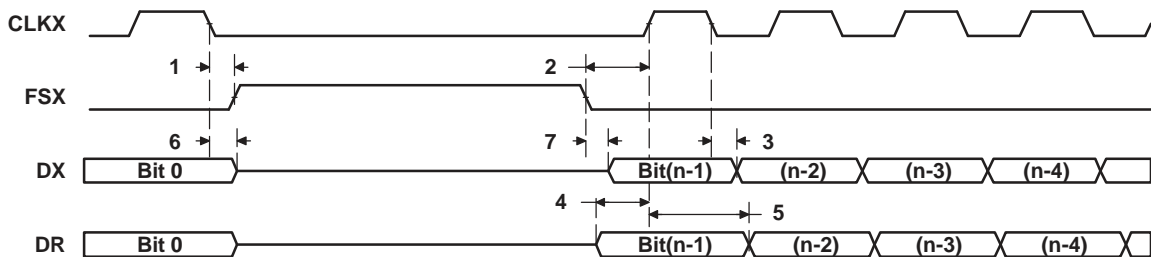 CLKX
1 2
FSX
6 7 3
DX Bit 0 Bit(n-1) (n-2) (n-3) (n-4)
4 5
DR Bit 0 Bit(n-1) (n-2) (n-3) (n-4)